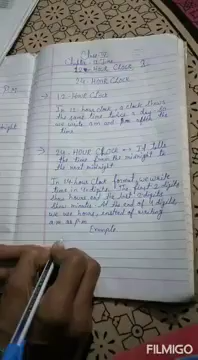 12-Hour Clock &
24 Hour Clock
→ 12-Hour Clock
In 12-hour clock, a clock shows
the same time twice a day. So
we write a.m and p.m after the
time.
→ 24-Hour Clock = It tells
the time from the midnight to
the next midnight
In 24-hour clock format, we write
time in 4 digits. The first 2 digits
show hours and the last 2 digits
show minutes. At the end of 4 digits
we use hours, instead of writing
a.m or p.m
Example
FILMIGO